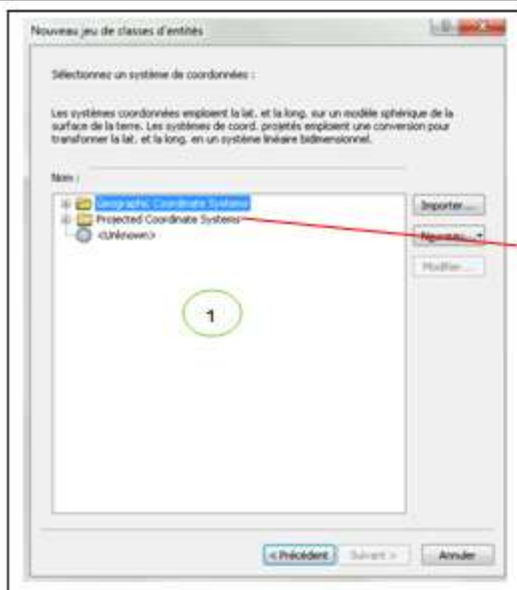 Nouveau jeu de classes d'entités
Sélectionnez un système de coordonnées :
Les systèmes coordonnées emploient la lat. et la long. sur un modèle sphérique de la
surface de la terre. Les systèmes de coord. projetés emploient une conversion pour
transformer la lat. et la long. en un système linéaire bidimensionnel.
Nom :
Geographic Coordinate Systems
Importer...
Projected Coordinate Systems
<Unknown>
Nouveau...
Modifier...
1
< Précédent
Suivant >
Annuler